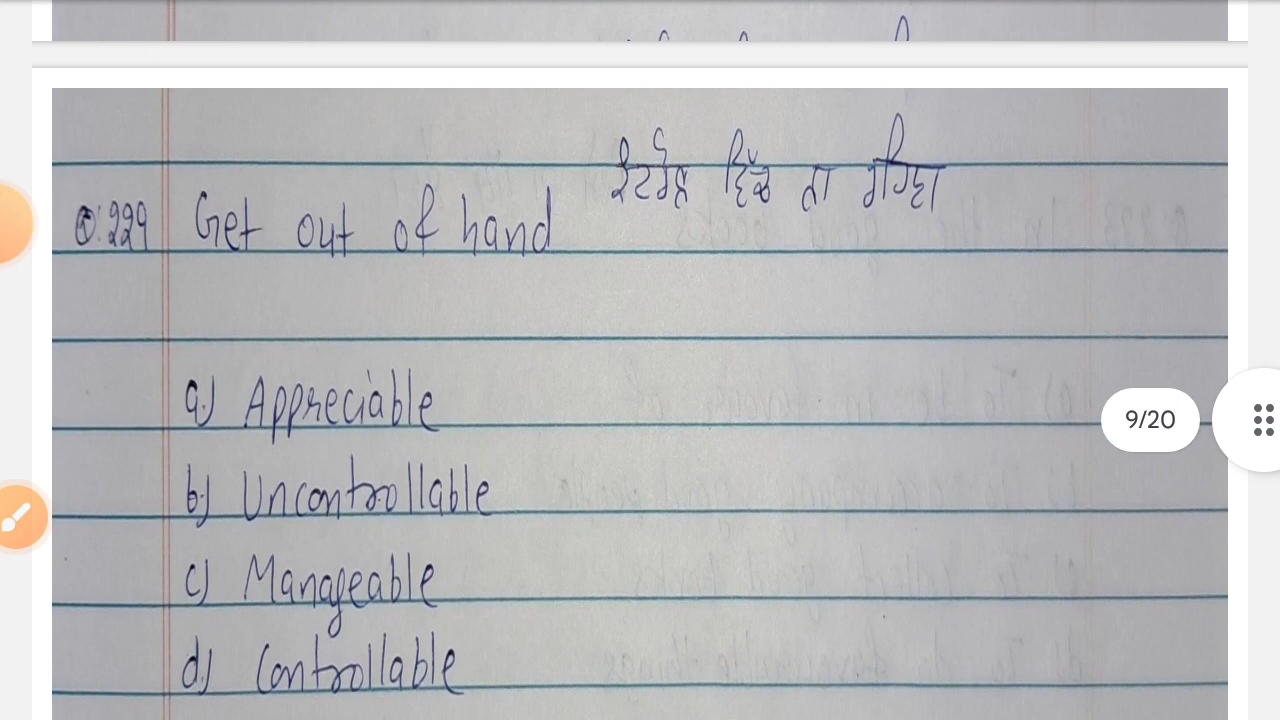 ਕੰਟਰੋਲ ਵਿੱਚ ਨਾ ਰਹਿਣਾ
Q.229 Get out of hand
a.) Appreciable
b.) Uncontrollable
c.) Manageable
9/20
d.) Controllable